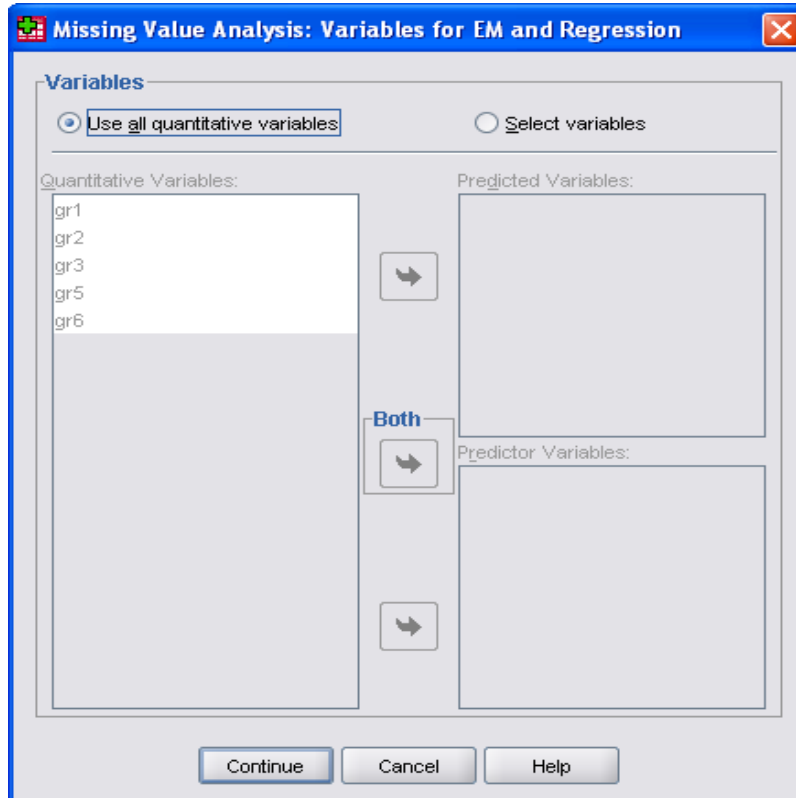 Missing Value Analysis: Variables for EM and Regression
Variables
Use all quantitative variables
Select variables
Quantitative Variables:
gr1
gr2
gr3
gr5
gr6
Predicted Variables:
Both
Predictor Variables:
Continue
Cancel
Help